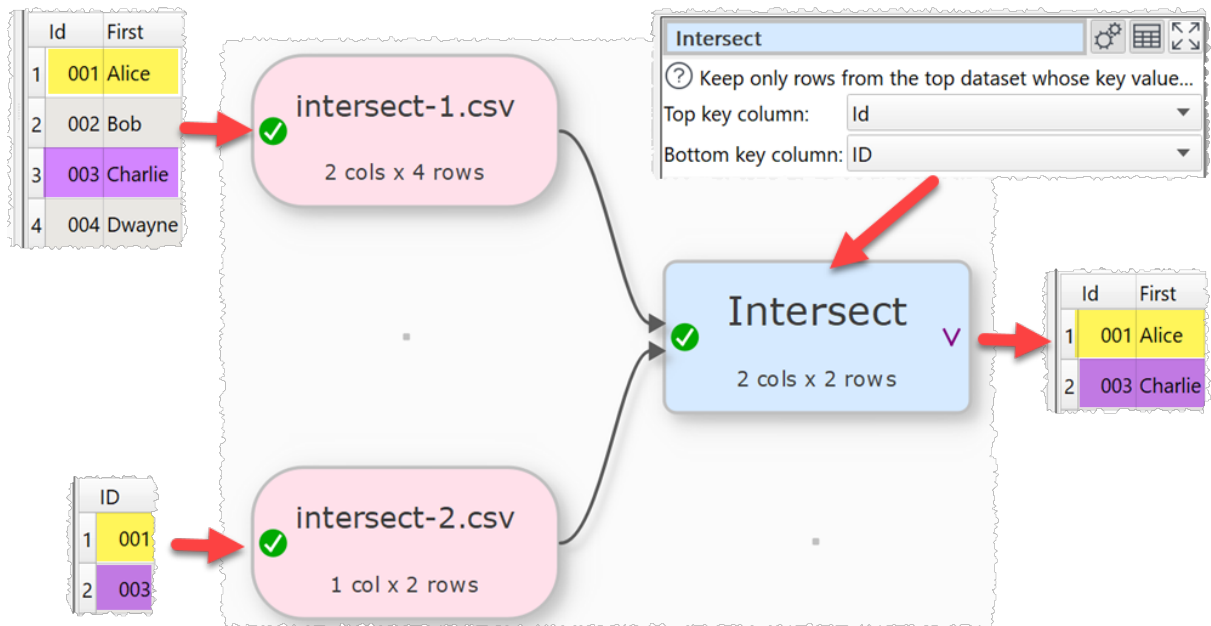 Id First
1 001 Alice
2 002 Bob
3 003 Charlie
4 004 Dwayne
intersect-1.csv
2 cols x 4 rows
Intersect
? Keep only rows from the top dataset whose key value...
Top key column: Id
Bottom key column: ID
Intersect
2 cols x 2 rows
V
Id First
1 001 Alice
2 003 Charlie
ID
1 001
2 003
intersect-2.csv
1 col x 2 rows